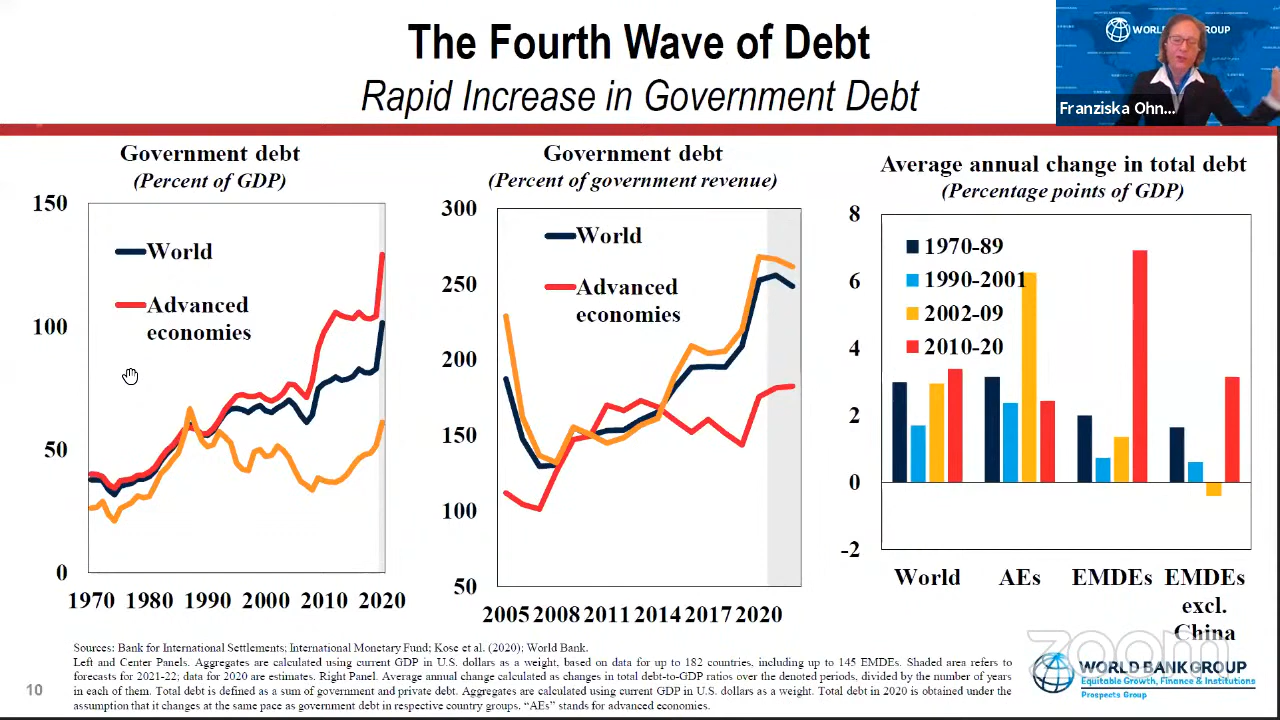 The Fourth Wave of Debt
Rapid Increase in Government Debt
WORLD BANK GROUP
Franziska Ohn...
Government debt
(Percent of GDP)
150
100
50
0
World
Advanced
economies
1970 1980 1990 2000 2010 2020
Government debt
(Percent of government revenue)
300
250
200
150
100
50
World
Advanced
economies
2005 2008 2011 2014 2017 2020
Average annual change in total debt
(Percentage points of GDP)
8
6
4
2
0
-2
1970-89
1990-2001
2002-09
2010-20
World AEs EMDEs EMDEs
excl.
China
Sources: Bank for International Settlements; International Monetary Fund; Kose et al. (2020); World Bank.
Left and Center Panels. Aggregates are calculated using current GDP in U.S. dollars as a weight, based on data for up to 182 countries, including up to 145 EMDEs. Shaded area refers to
forecasts for 2021-22; data for 2020 are estimates. Right Panel. Average annual change calculated as changes in total debt-to-GDP ratios over the denoted periods, divided by the number of years
in each of them. Total debt is defined as a sum of government and private debt. Aggregates are calculated using current GDP in U.S. dollars as a weight. Total debt in 2020 is obtained under the
assumption that it changes at the same pace as government debt in respective country groups. “AEs” stands for advanced economies.
10
zoom
WORLD BANK GROUP
Equitable Growth, Finance & Institutions
Prospects Group